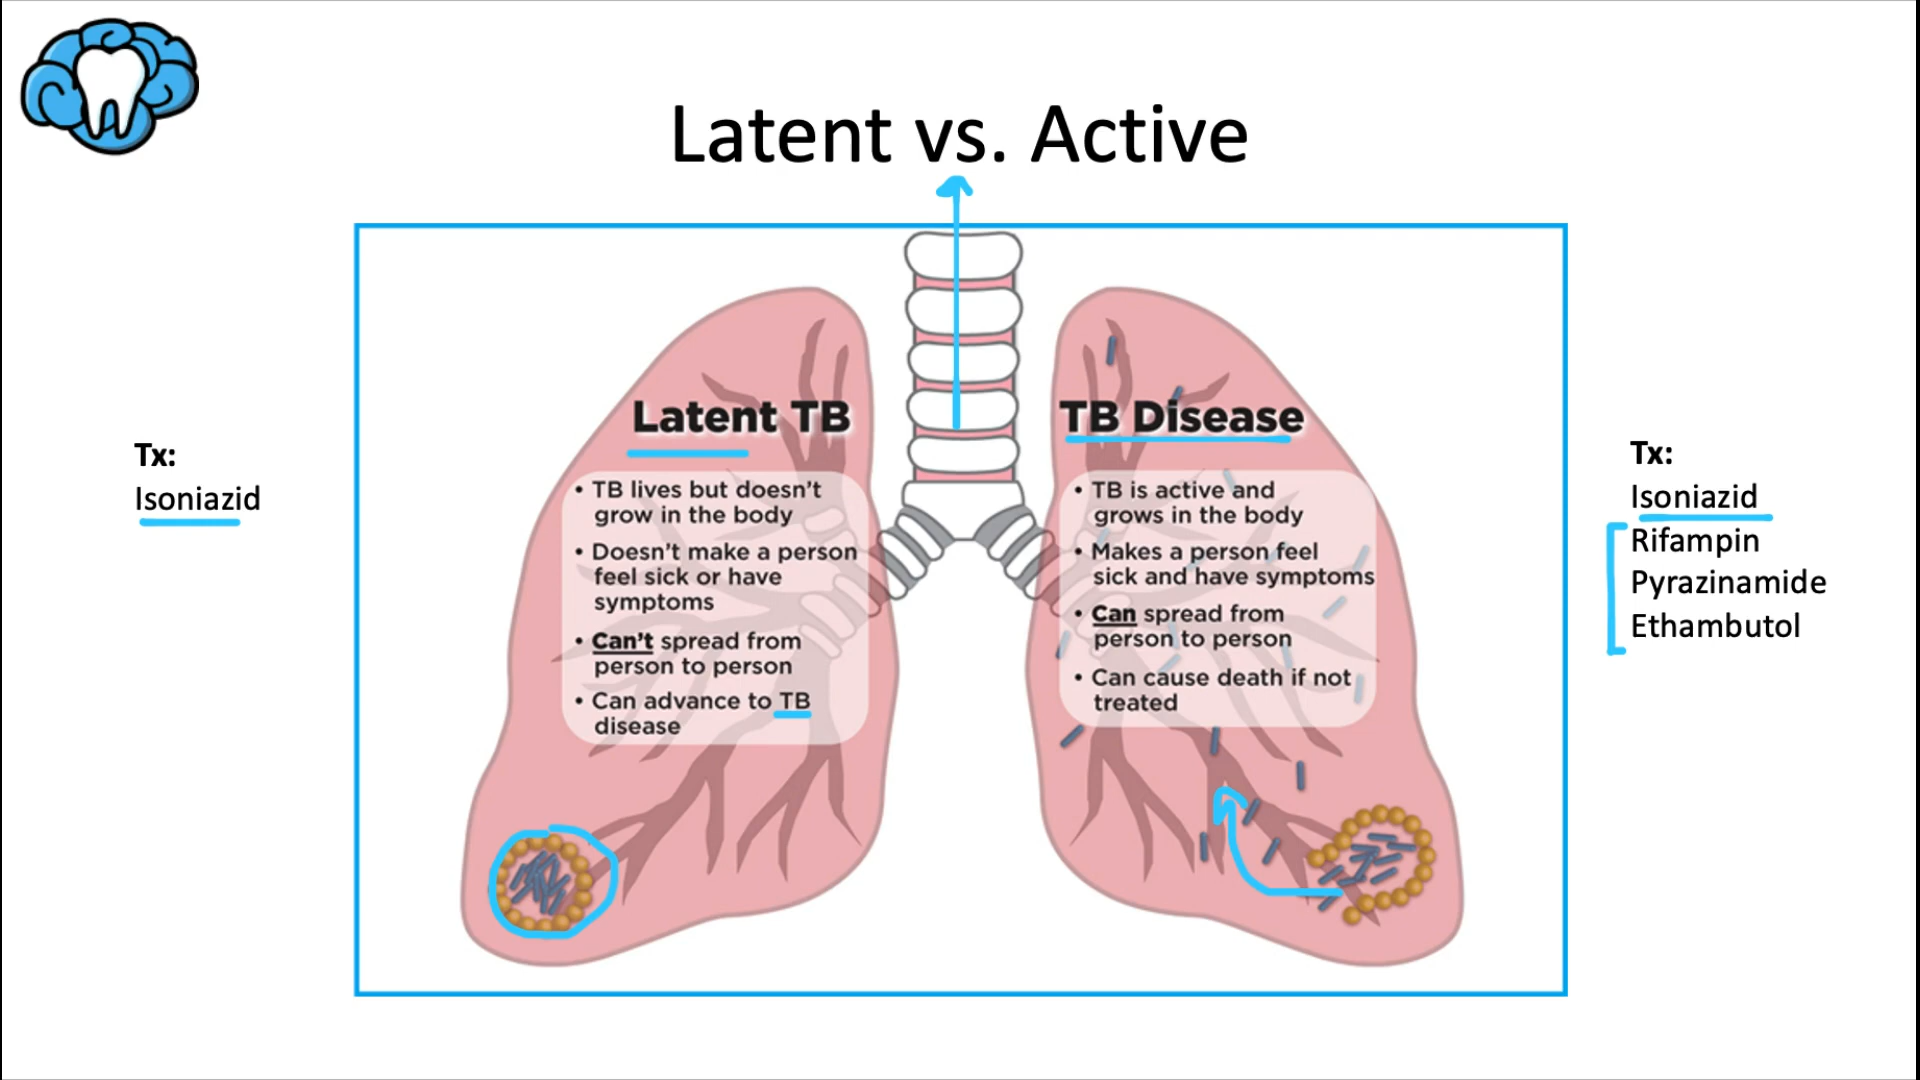 Latent vs. Active
Tx:
Isoniazid
Latent TB
• TB lives but doesn't
grow in the body
• Doesn't make a person
feel sick or have
symptoms
• Can't spread from
person to person
• Can advance to TB
disease
TB Disease
• TB is active and
grows in the body
• Makes a person feel
sick and have symptoms
• Can spread from
person to person
• Can cause death if not
treated
Tx:
Isoniazid
Rifampin
Pyrazinamide
Ethambutol